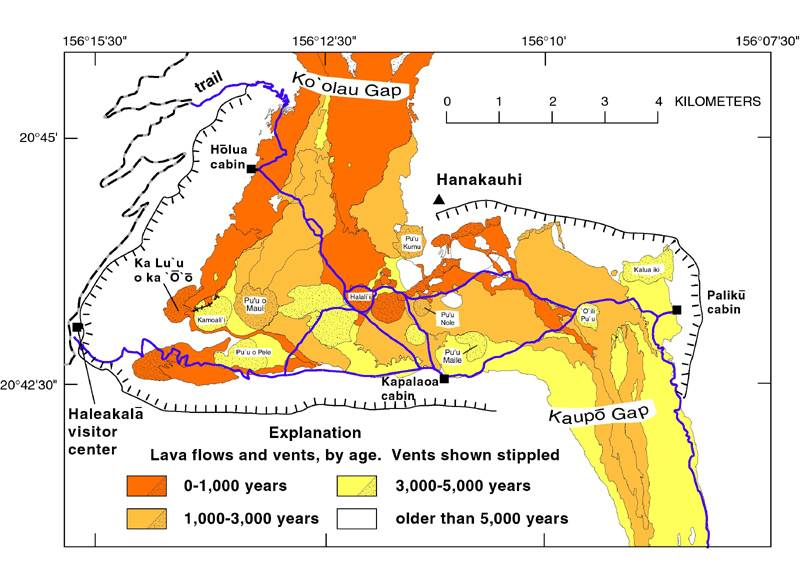 156°15'30"
156°12'30"
156°10'
156°07'30"
trail
Koʻolau Gap
0 1 2 3 4 KILOMETERS
20°45'
Hōlua
cabin
Hanakauhi
Ka Lu`u
o ka `Ō`ō
Pu'u
Kumu
Kalua iki
Pu'u o
Maui
Halali'i
Kamoali'i
Pu'u
Nole
O`ili
Pu`u
Palikū
cabin
Pu`u o Pele
Pu'u
Maile
20°42'30"
Kapalaoa
cabin
Haleakalā
visitor
center
Kaupō Gap
Explanation
Lava flows and vents, by age. Vents shown stippled
0-1,000 years
3,000-5,000 years
1,000-3,000 years
older than 5,000 years